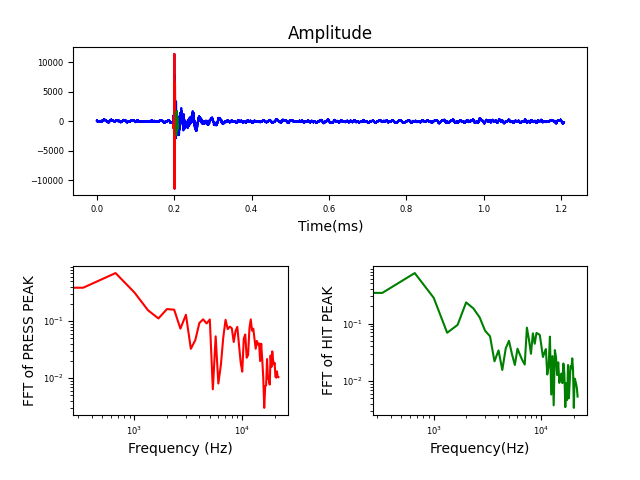 Amplitude
10000
5000
0
−5000
−10000
0.0 0.2 0.4 0.6 0.8 1.0 1.2
Time(ms)
FFT of PRESS PEAK
10⁻¹
10⁻²
10³ 10⁴
Frequency (Hz)
FFT of HIT PEAK
10⁻¹
10⁻²
10³ 10⁴
Frequency(Hz)